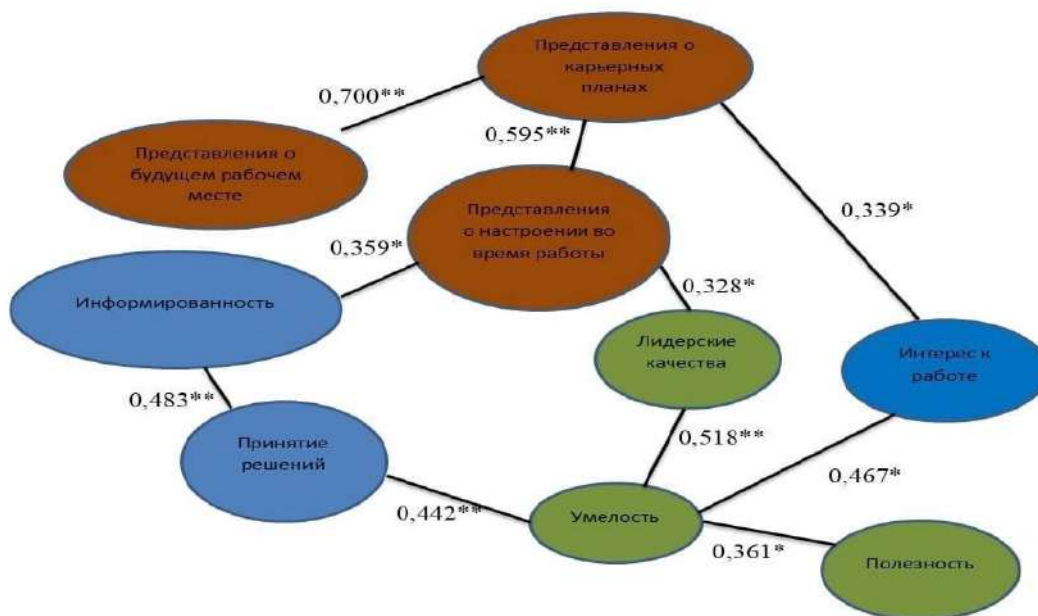 Представления о
карьерных
планах
0,700**
0,595**
Представления о
будущем рабочем
месте
Представления
о настроении во
время работы
0,339*
0,359*
Информированность
0,328*
Лидерские
качества
Интерес к
работе
0,483**
Принятие
решений
0,518**
0,467*
0,442**
Умелость
0,361*
Полезность